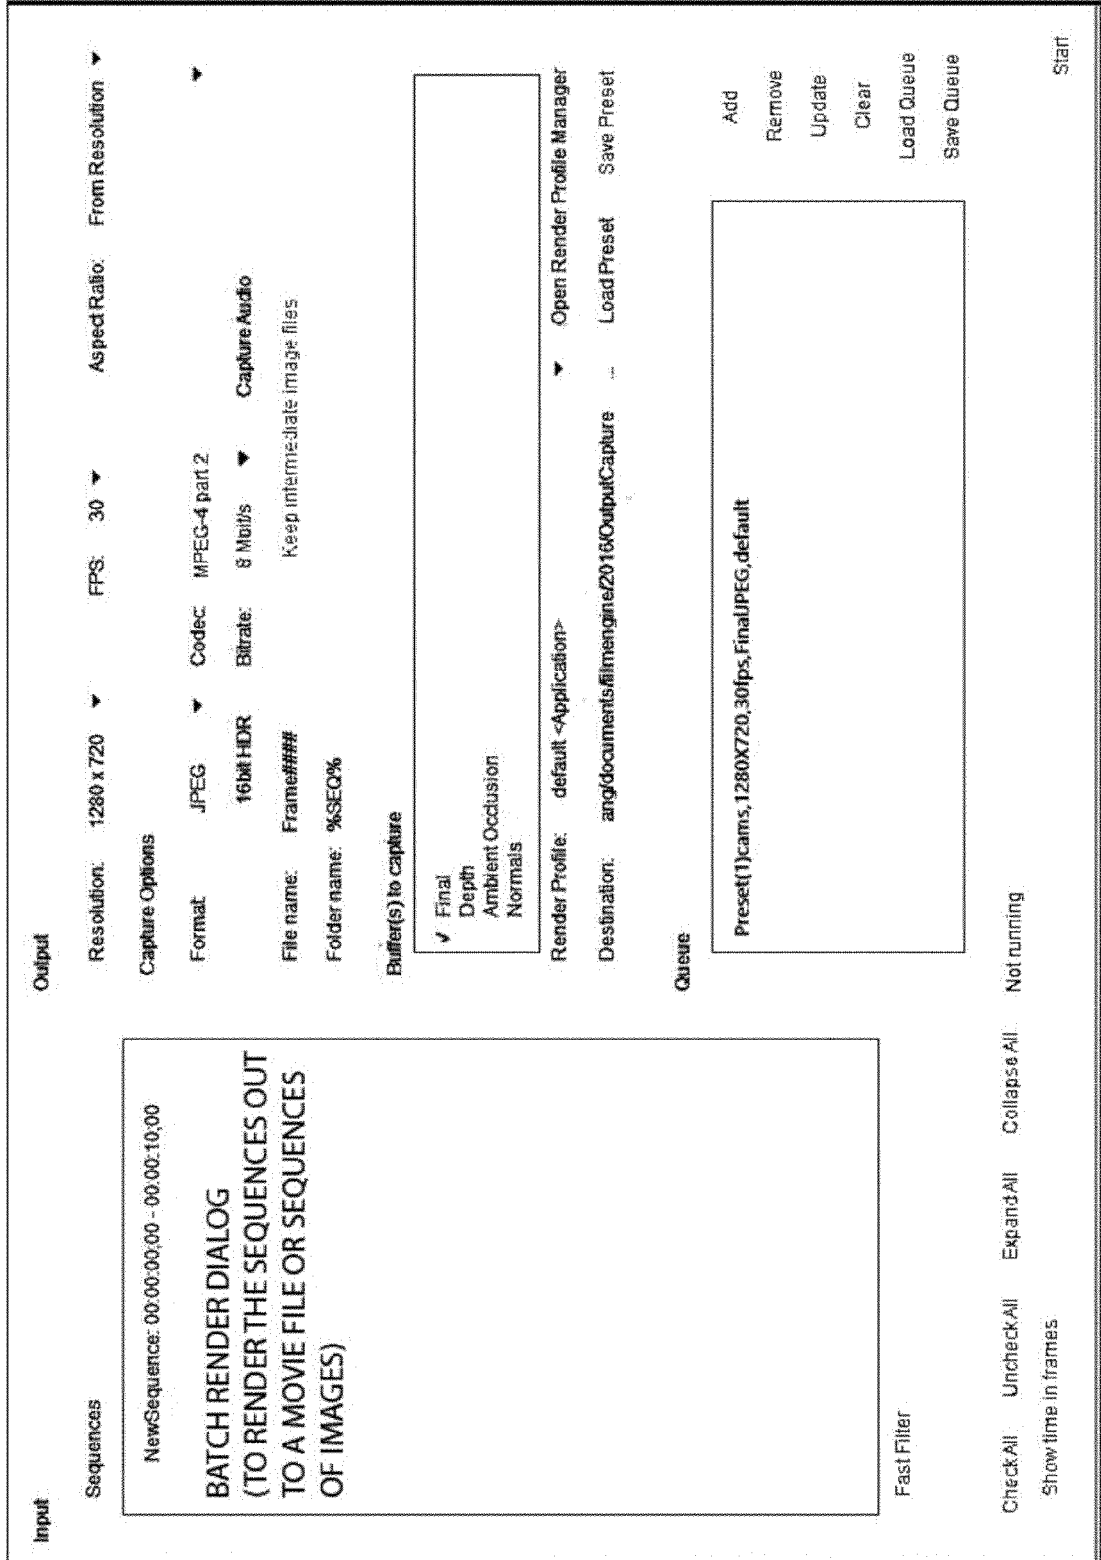 Input
Sequences
NewSequence: 00:00:00;00 - 00:00:10;00
BATCH RENDER DIALOG
(TO RENDER THE SEQUENCES OUT
TO A MOVIE FILE OR SEQUENCES
OF IMAGES)
Fast Filter
Check All Uncheck All Expand All Collapse All
Show time in frames
Output
Resolution: 1280 x 720 FPS: 30 Aspect Ratio: From Resolution
Capture Options
Format JPEG Codec: MPEG-4 part 2
16bit HDR Bitrate: 8 Mbit/s Capture Audio
File name: Frame#### Keep intermediate image files
Folder name: %SEQ%
Buffer(s) to capture
✓ Final
Depth
Ambient Occlusion
Normals
Render Profile: default <Application> Open Render Profile Manager
Destination: ang/documents/filmengine/2016/OutputCapture ... Load Preset Save Preset
Queue
Preset(1)cams,1280X720,30fps,FinalJPEG,default
Add
Remove
Update
Clear
Load Queue
Save Queue
Not running
Start